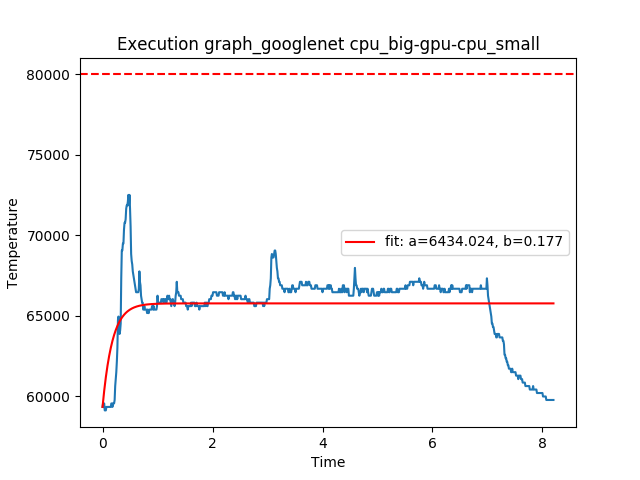 Execution graph_googlenet cpu_big-gpu-cpu_small
80000
75000
70000
65000
60000
Temperature
fit: a=6434.024, b=0.177
0
2
4
6
8
Time